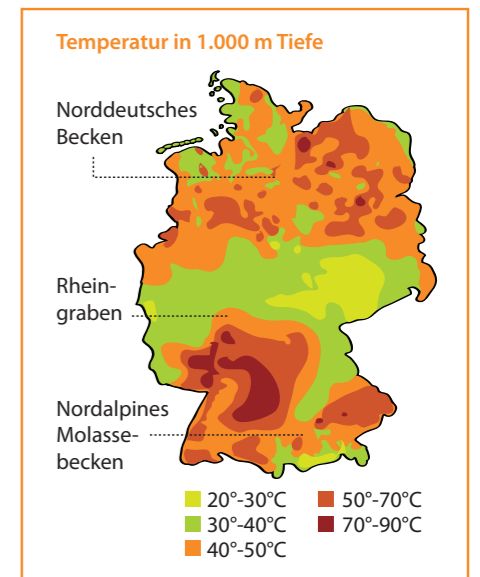 Temperatur in 1.000 m Tiefe
Norddeutsches
Becken
Rhein-
graben
Nordalpines
Molasse-
becken
20°-30°C
30°-40°C
40°-50°C
50°-70°C
70°-90°C